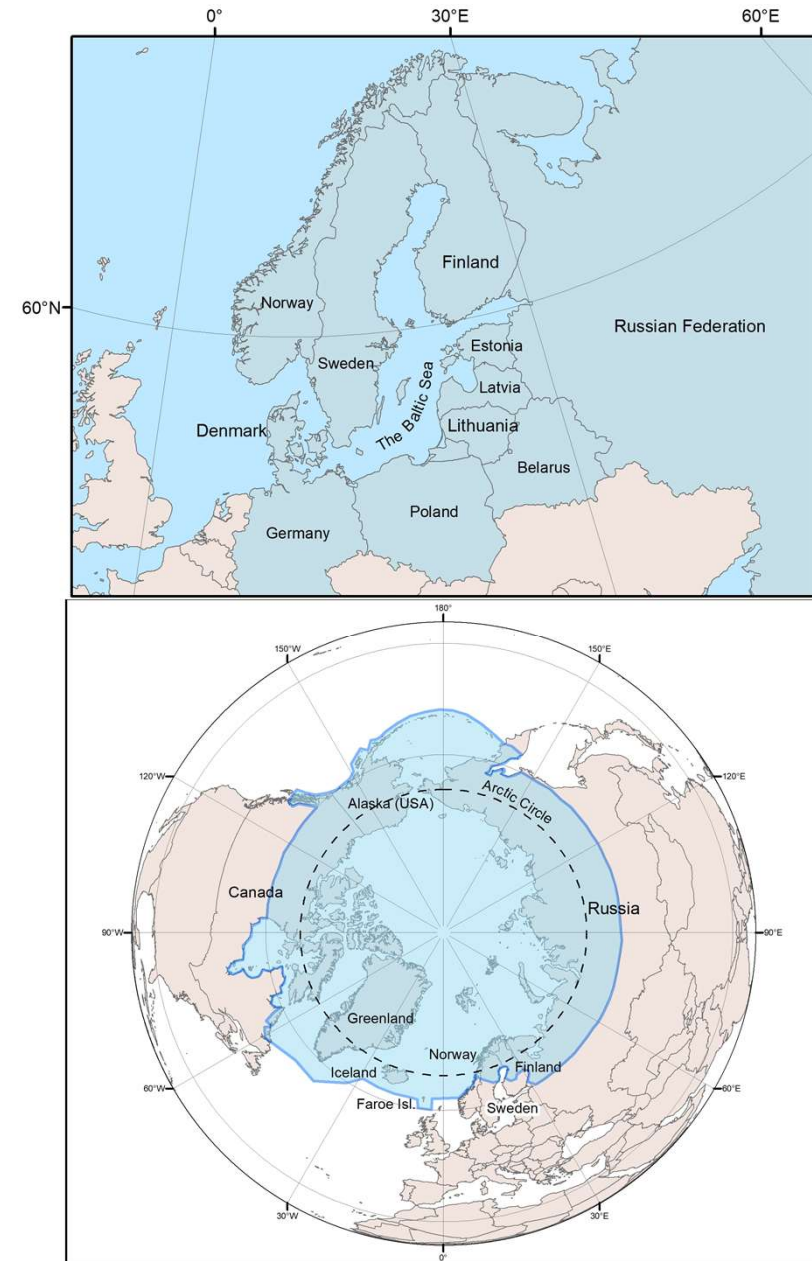 0°
30°E
60°E
60°N
Finland
Norway
Russian Federation
Estonia
Sweden
Latvia
The Baltic Sea
Lithuania
Denmark
Belarus
Poland
Germany
180°
150°W
150°E
120°W
120°E
Arctic Circle
Alaska (USA)
Canada
Russia
90°W
90°E
Greenland
Norway
Finland
Iceland
Faroe Isl.
Sweden
60°W
60°E
30°W
30°E
0°